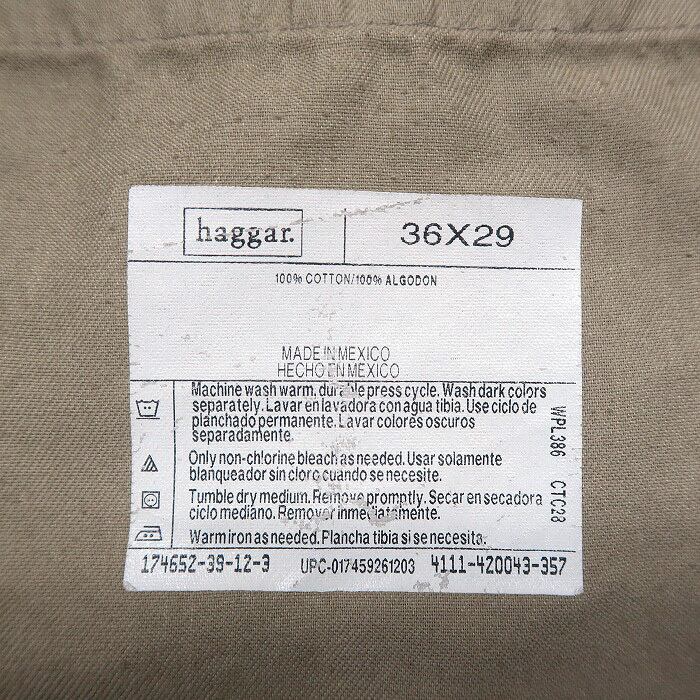 haggar. 36X29
100% COTTON/100% ALGODON
MADE IN MEXICO
HECHO EN MEXICO
Machine wash warm. durable press cycle. Wash dark colors
separately. Lavar en lavadora con agua tibia. Use ciclo de
planchado permanente. Lavar colores oscuros
separadamente.
Only non-chlorine bleach as needed. Usar solamente
blanqueador sin cloro cuando se necesite.
Tumble dry medium. Remove promptly. Secar en secadora
ciclo mediano. Remover inmediatamente.
Warm iron as needed. Plancha tibia si se necesita.
WPL386 CTC28
174652-39-12-3 UPC-017459261203 4111-420043-357